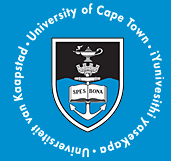 University of Cape Town · iYunivesithi yaseKapa · Universiteit van Kaapstad ·
SPES BONA